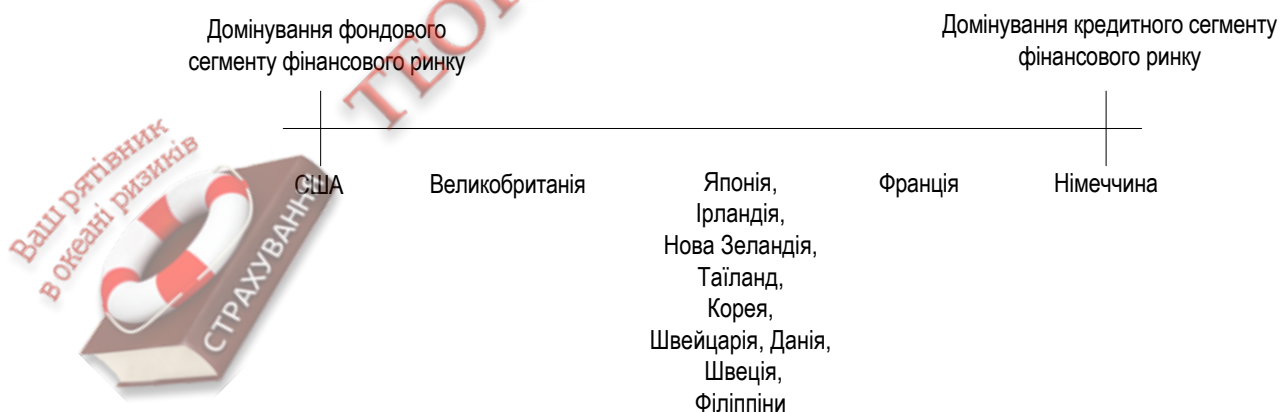 Домінування фондового
сегменту фінансового ринку
Домінування кредитного сегменту
фінансового ринку
ТЕОР
Ваш рятівник
в океані ризиків
СТРАХУВАННЯ
США
Великобританія
Японія,
Ірландія,
Нова Зеландія,
Таїланд,
Корея,
Швейцарія, Данія,
Швеція,
Філіппіни
Франція
Німеччина